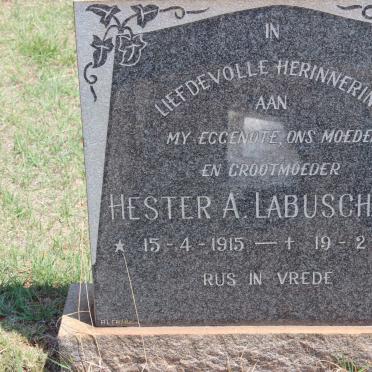 IN
LIEFDEVOLLE HERINNERIN
AAN
MY EGGENOTE, ONS MOEDE
EN GROOTMOEDER
HESTER A. LABUSCH
★ 15-4-1915 — † 19-2
RUS IN VREDE